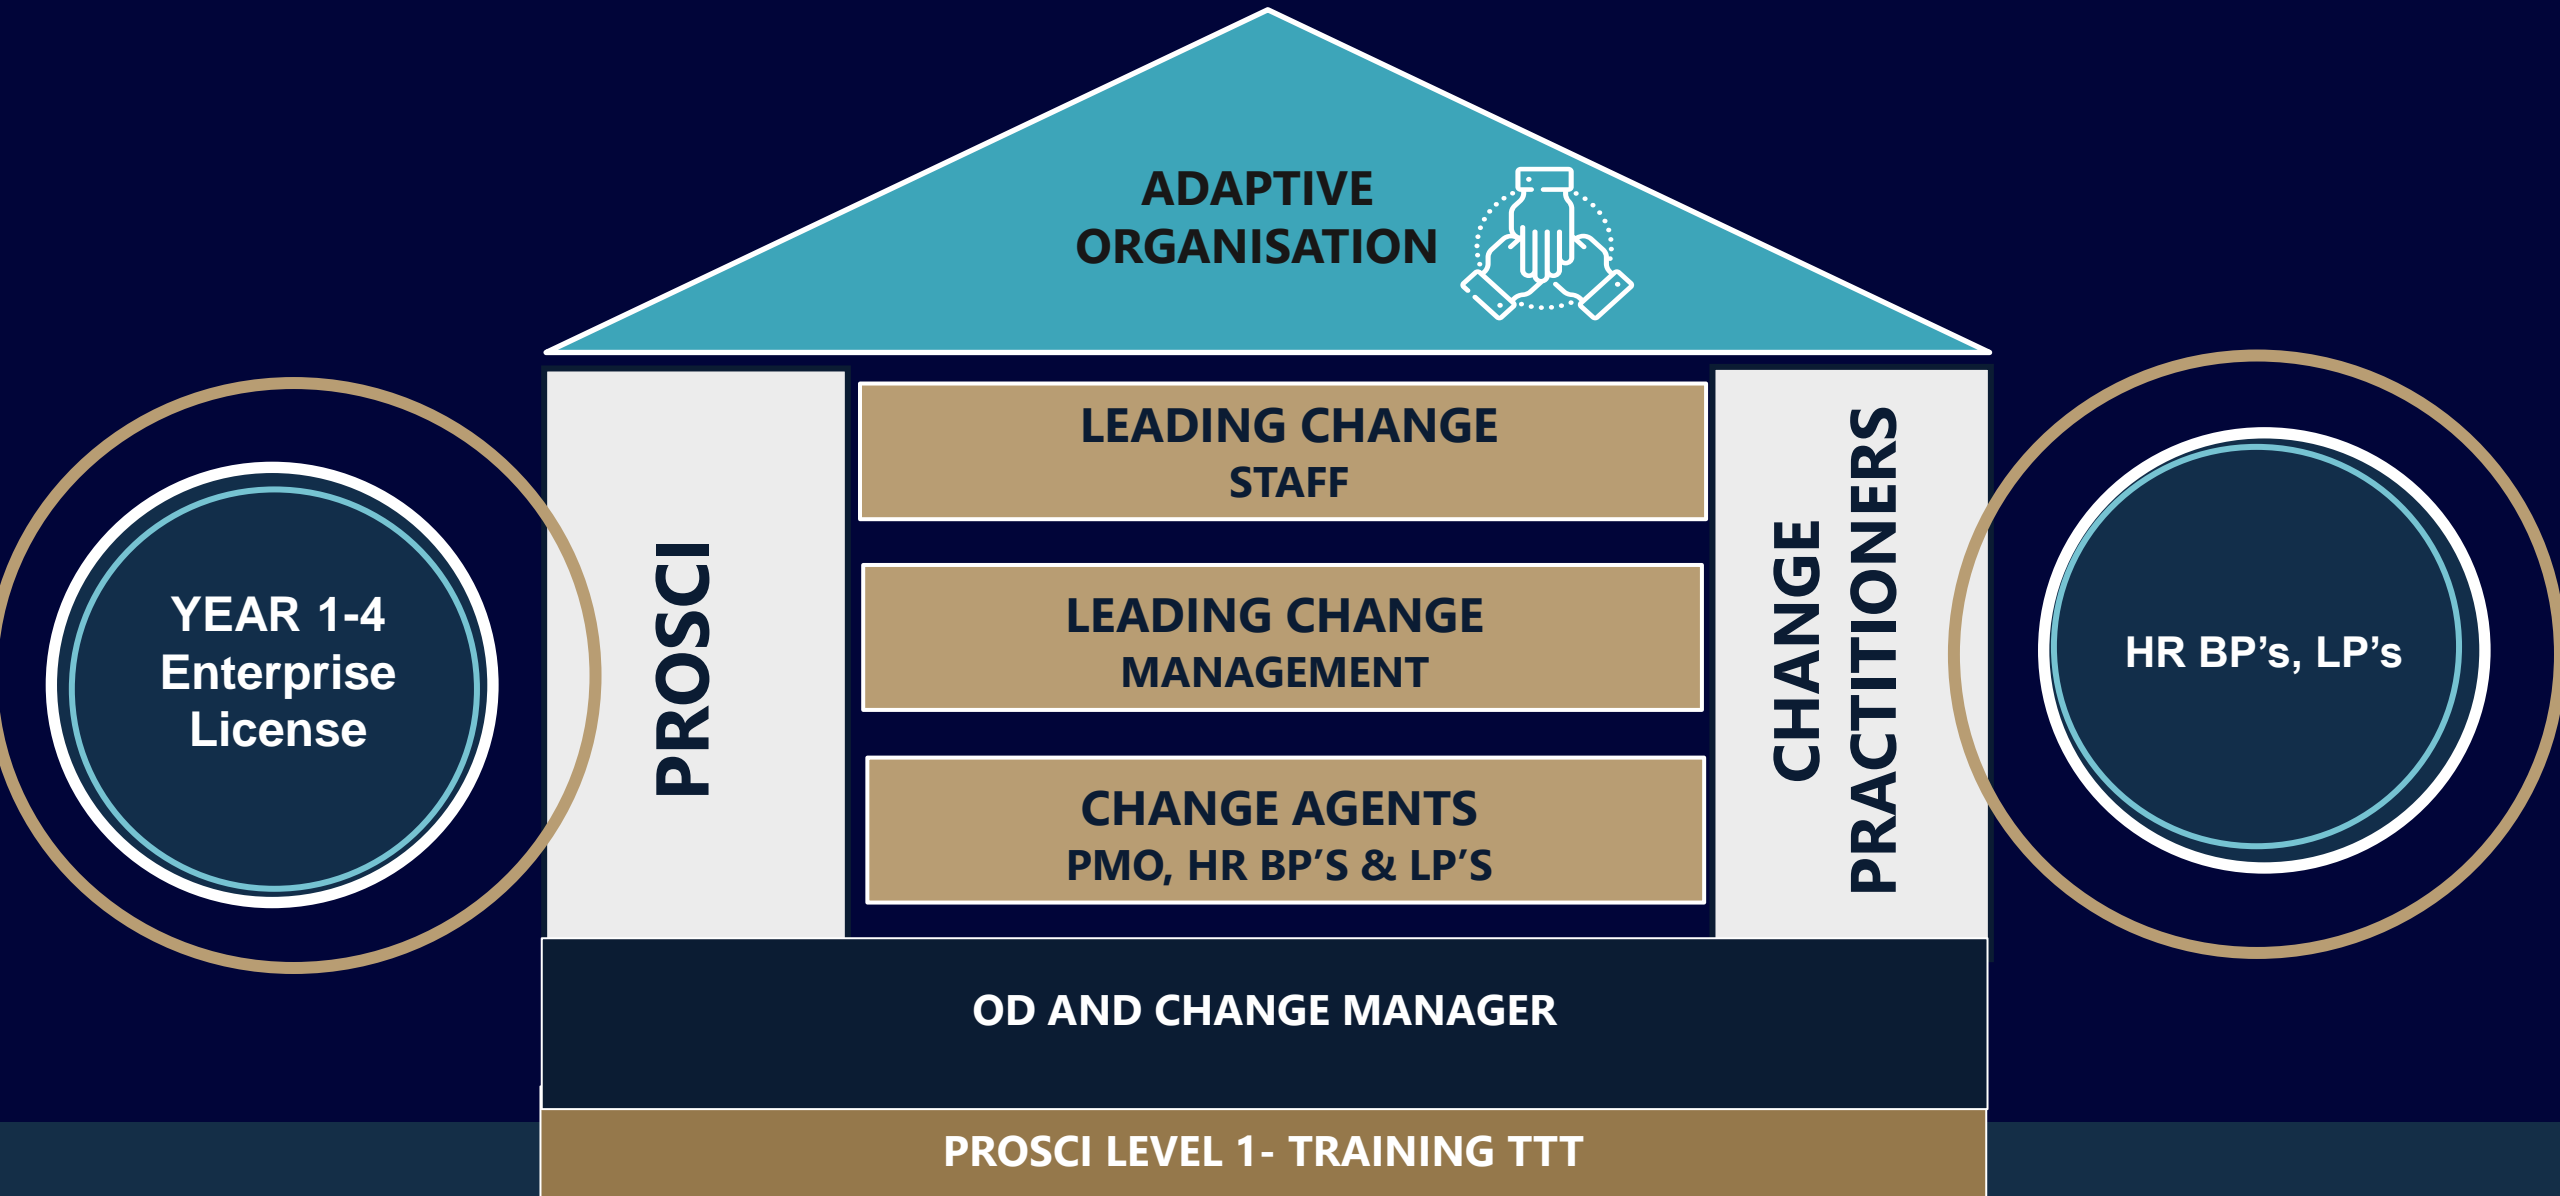 ADAPTIVE
ORGANISATION
YEAR 1-4
Enterprise
License
PROSCI
LEADING CHANGE
STAFF
LEADING CHANGE
MANAGEMENT
CHANGE AGENTS
PMO, HR BP’S & LP’S
CHANGE
PRACTITIONERS
HR BP’s, LP’s
OD AND CHANGE MANAGER
PROSCI LEVEL 1- TRAINING TTT